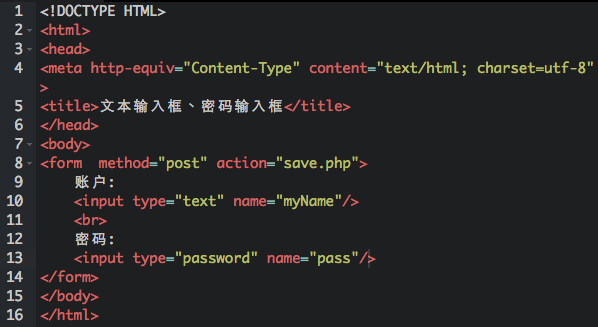 1 <!DOCTYPE HTML>
2 <html>
3 <head>
4 <meta http-equiv="Content-Type" content="text/html; charset=utf-8"
>
5 <title>文本输入框、密码输入框</title>
6 </head>
7 <body>
8 <form  method="post" action="save.php">
9 账户:
10 <input type="text" name="myName"/>
11 <br>
12 密码:
13 <input type="password" name="pass"/>
14 </form>
15 </body>
16 </html>